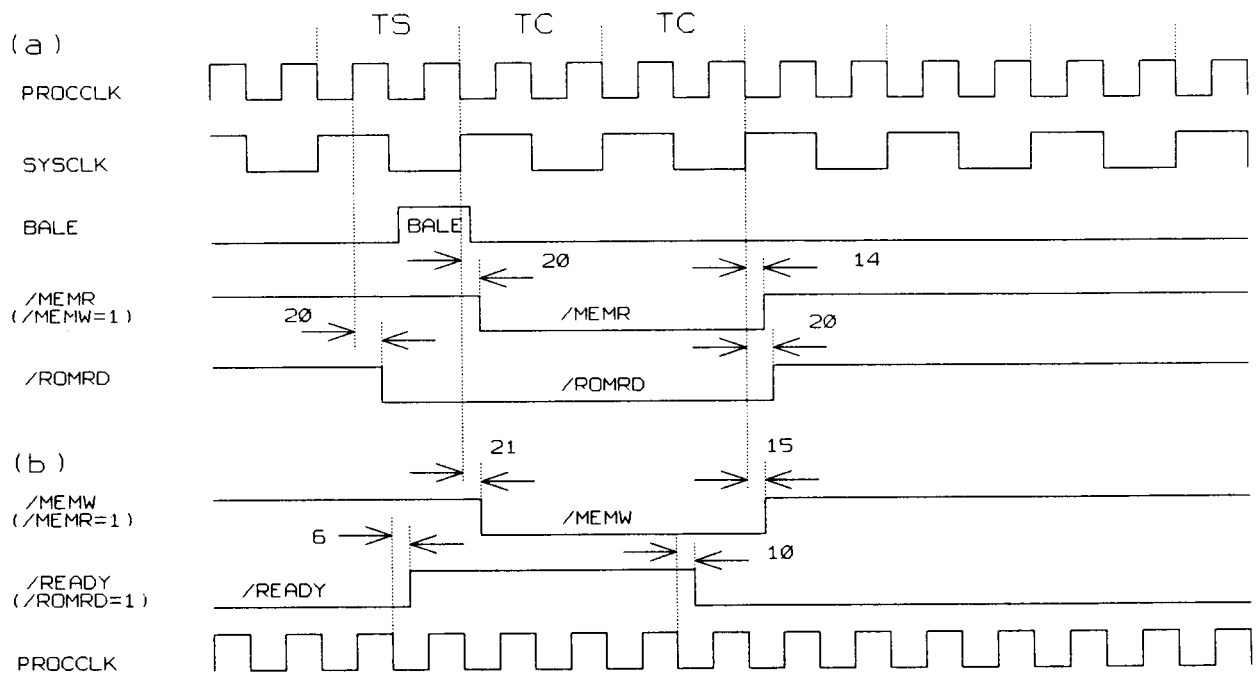 TS TC TC
(a)
PROCCLK
SYSCLK
BALE BALE
20 14
/MEMR
(/MEMW=1) /MEMR
20 20
/ROMRD /ROMRD
21 15
(b)
/MEMW
(/MEMR=1) /MEMW
6 10
/READY /READY
(/ROMRD=1)
PROCCLK